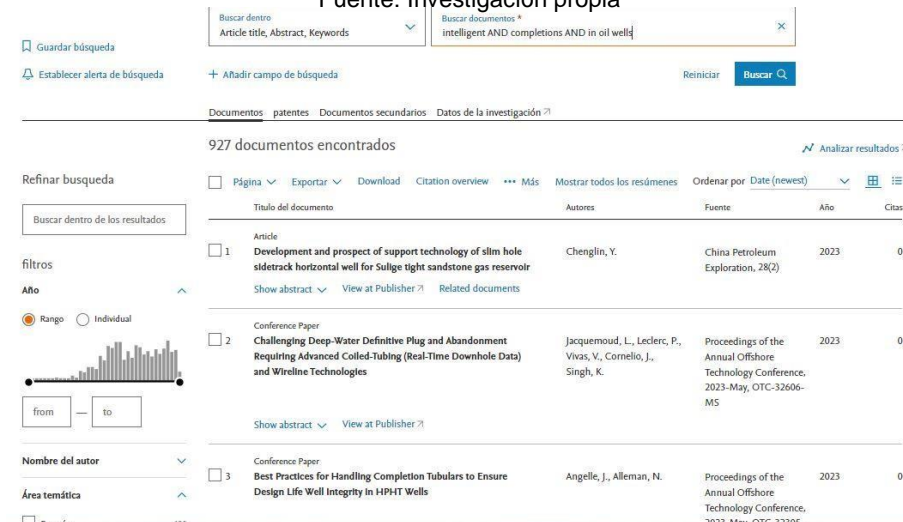 Fuente: Investigación propia
Buscar dentro
Article title, Abstract, Keywords
Buscar documentos *
intelligent AND completions AND in oil wells
Guardar búsqueda
Establecer alerta de búsqueda
+ Añadir campo de búsqueda
Reiniciar
Buscar
Documentos patentes Documentos secundarios Datos de la investigación
927 documentos encontrados
Analizar resultados
Refinar busqueda
Página Exportar Download Citation overview ••• Más Mostrar todos los resúmenes Ordenar por Date (newest)
Buscar dentro de los resultados
Titulo del documento Autores Fuente Año Citas
filtros
Año
Rango Individual
from — to
Nombre del autor
Área temática
Article
1 Development and prospect of support technology of slim hole
sidetrack horizontal well for Sulige tight sandstone gas reservoir
Chenglin, Y.
China Petroleum
Exploration, 28(2)
2023
0
Show abstract View at Publisher Related documents
Conference Paper
2 Challenging Deep-Water Definitive Plug and Abandonment
Requiring Advanced Coiled-Tubing (Real-Time Downhole Data)
and Wireline Technologies
Jacquemoud, L., Leclerc, P.,
Vivas, V., Cornelio, J.,
Singh, K.
Proceedings of the
Annual Offshore
Technology Conference,
2023-May, OTC-32606-
MS
2023
0
Show abstract View at Publisher
Conference Paper
3 Best Practices for Handling Completion Tubulars to Ensure
Design Life Well Integrity in HPHT Wells
Angelle, J., Alleman, N.
Proceedings of the
Annual Offshore
Technology Conference,
2023
0